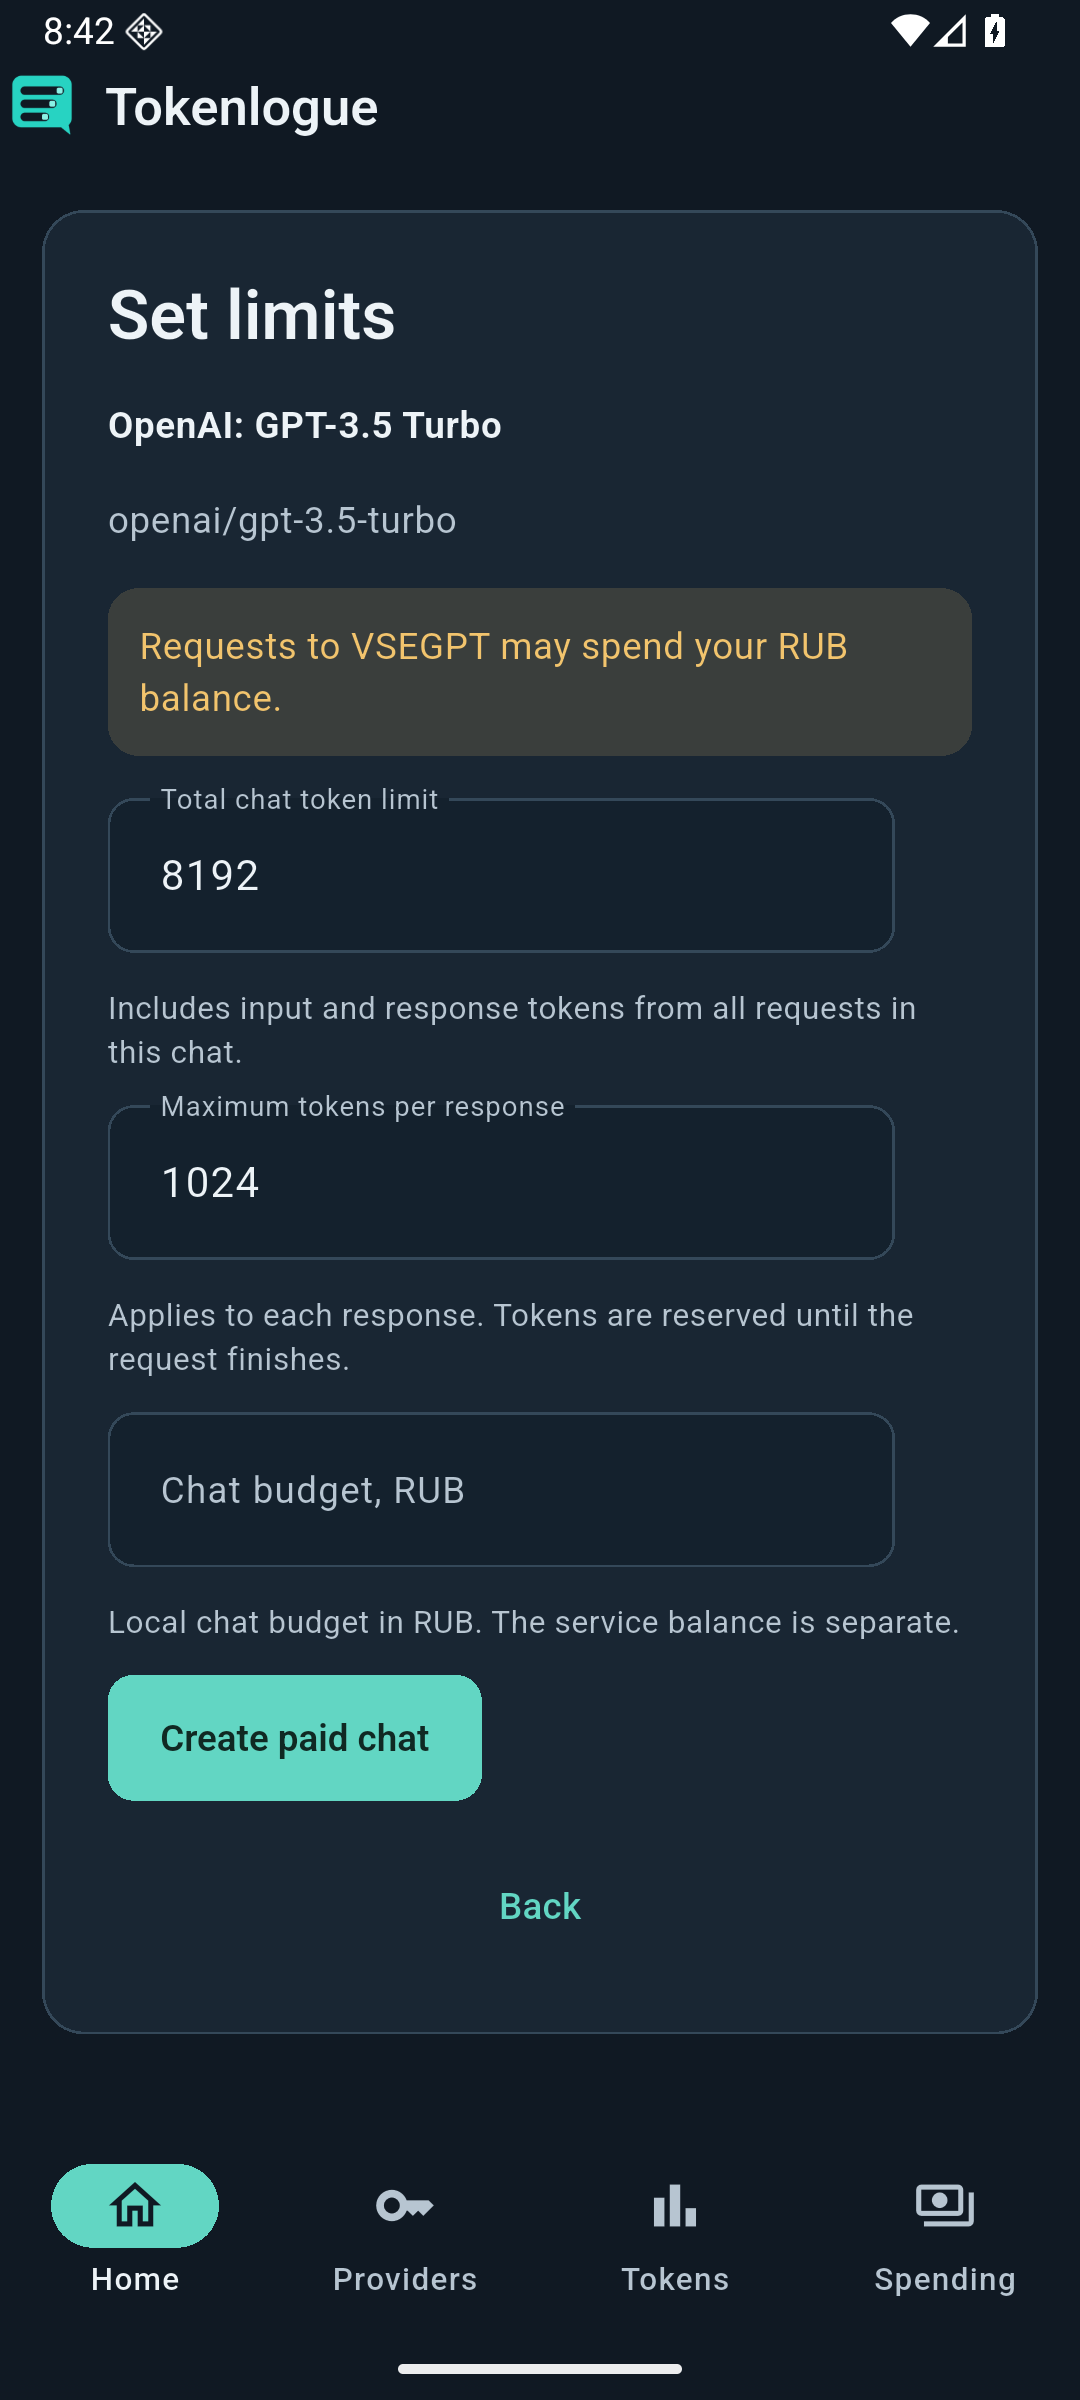 8:42
Tokenlogue
Set limits
OpenAI: GPT-3.5 Turbo
openai/gpt-3.5-turbo
Requests to VSEGPT may spend your RUB
balance.
Total chat token limit
8192
Includes input and response tokens from all requests in
this chat.
Maximum tokens per response
1024
Applies to each response. Tokens are reserved until the
request finishes.
Chat budget, RUB
Local chat budget in RUB. The service balance is separate.
Create paid chat
Back
Home
Providers
Tokens
Spending